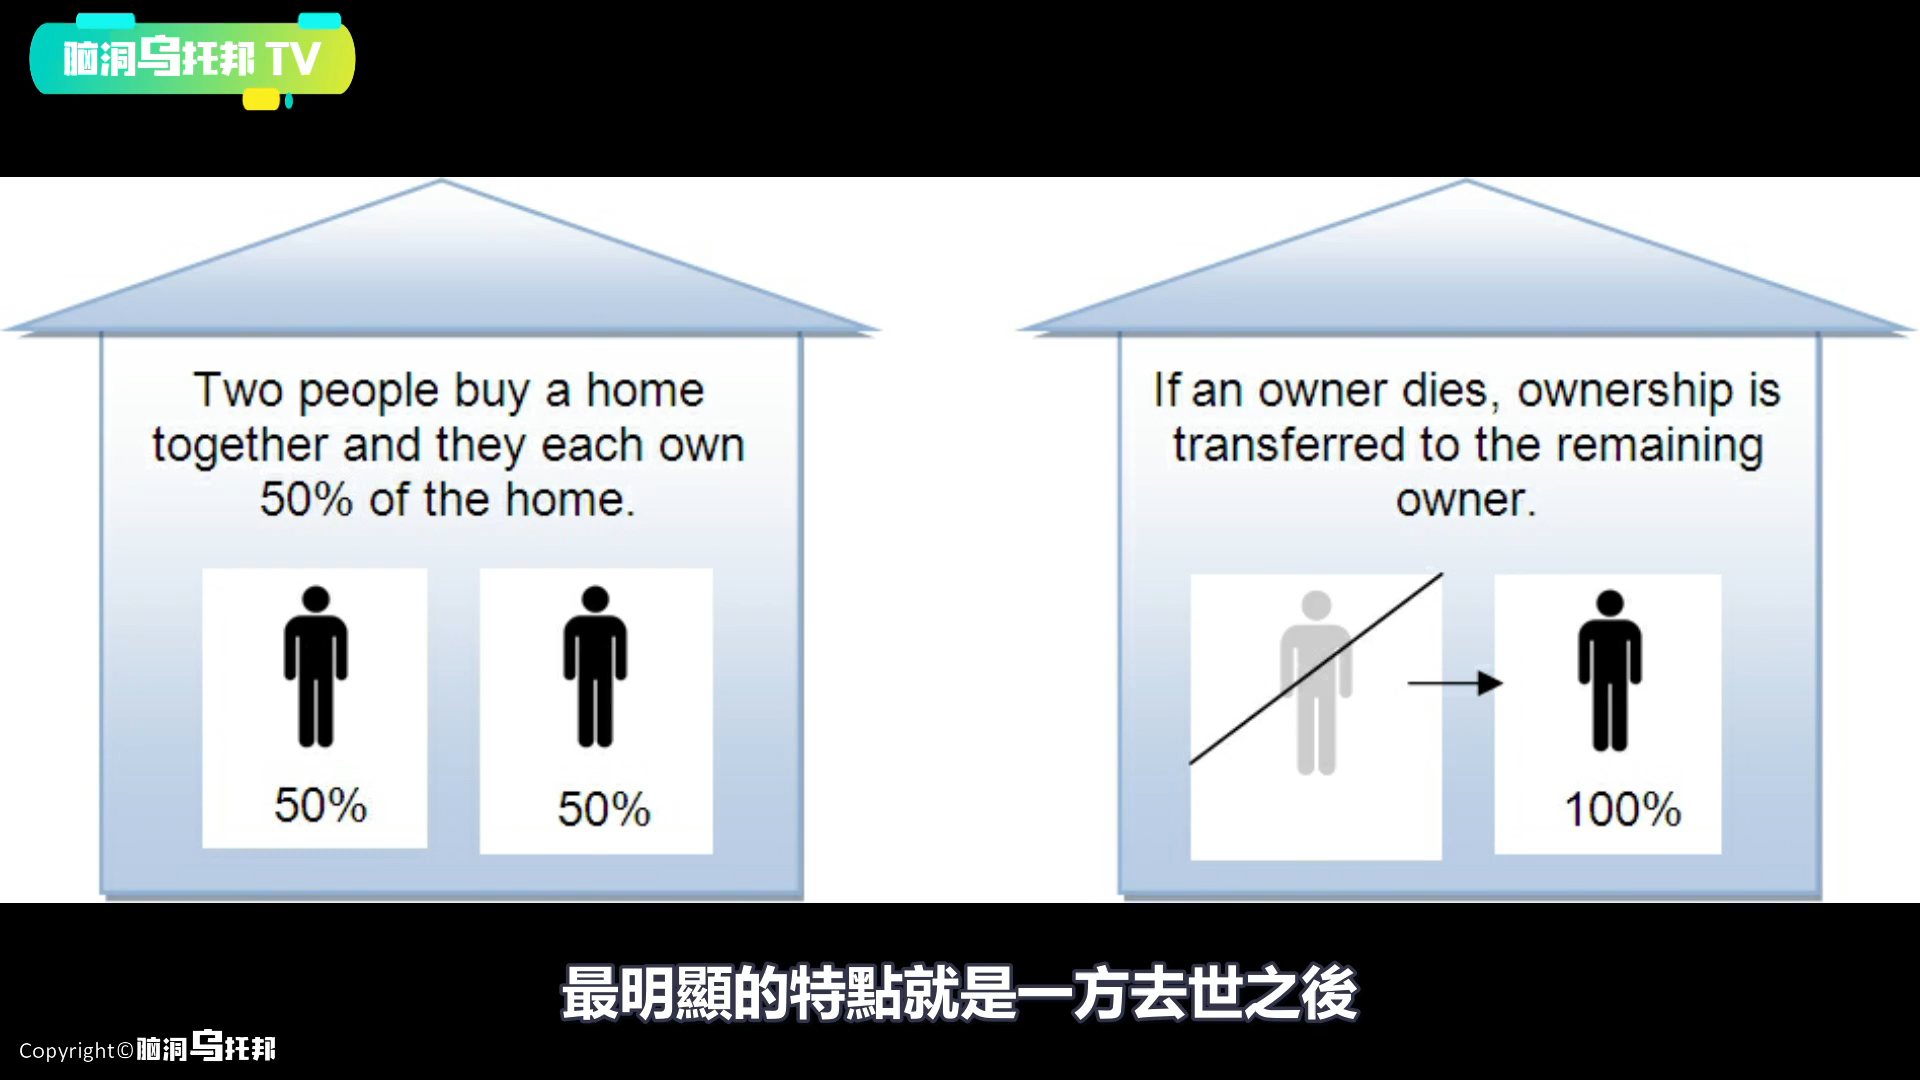 脑洞乌托邦 TV
Two people buy a home
together and they each own
50% of the home.
50%
50%
If an owner dies, ownership is
transferred to the remaining
owner.
100%
最明顯的特點就是一方去世之後
Copyright©脑洞乌托邦